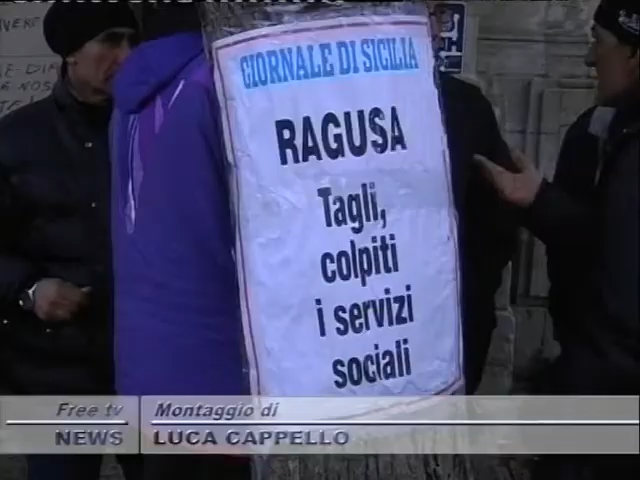 GIORNALE DI SICILIA
RAGUSA
Tagli,
colpiti
i servizi
sociali
Free tv
NEWS
Montaggio di
LUCA CAPPELLO